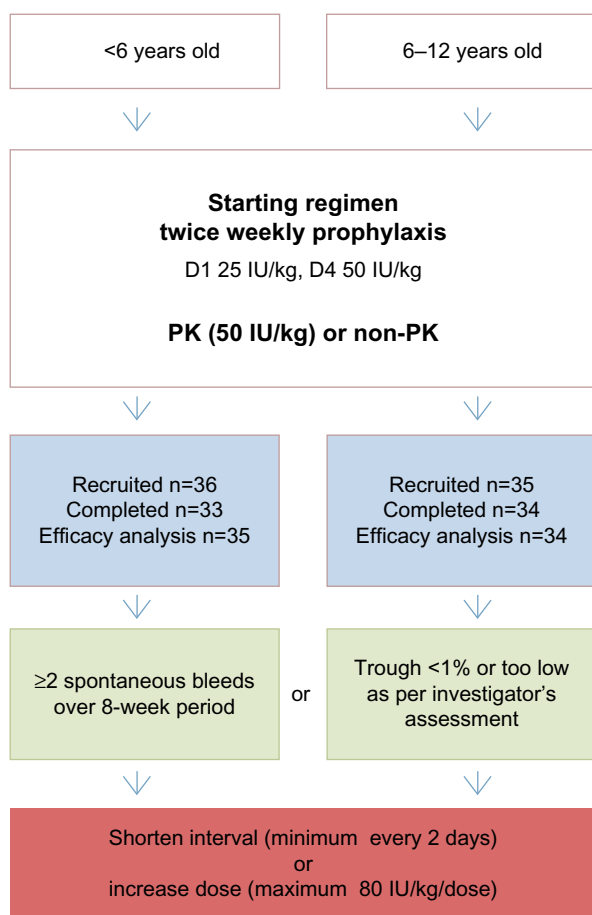 <6 years old
6–12 years old
Starting regimen
twice weekly prophylaxis
D1 25 IU/kg, D4 50 IU/kg
PK (50 IU/kg) or non-PK
Recruited n=36
Completed n=33
Efficacy analysis n=35
Recruited n=35
Completed n=34
Efficacy analysis n=34
≥2 spontaneous bleeds
over 8-week period
or
Trough <1% or too low
as per investigator’s
assessment
Shorten interval (minimum every 2 days)
or
increase dose (maximum 80 IU/kg/dose)